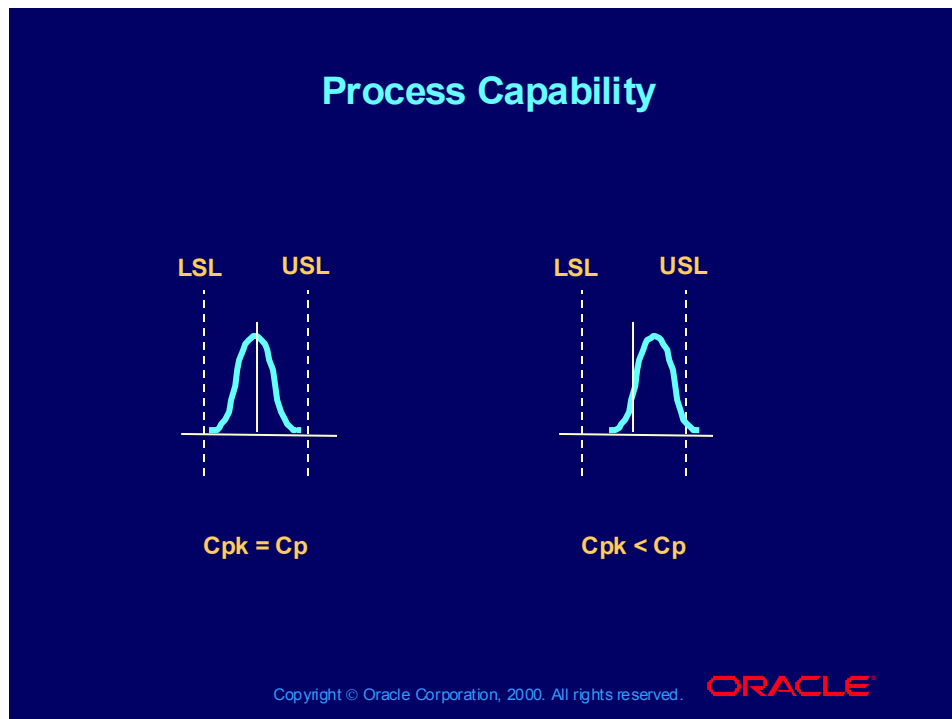 Process Capability
LSL USL
LSL USL
Cpk = Cp
Cpk < Cp
Copyright © Oracle Corporation, 2000. All rights reserved.
ORACLE®